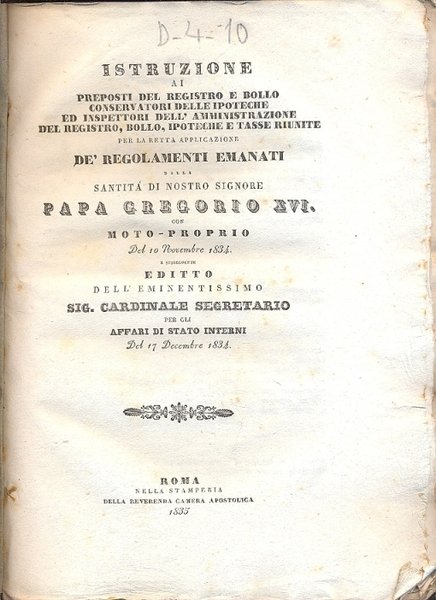 D-4-10
ISTRUZIONE
AI
PREPOSTI DEL REGISTRO E BOLLO
CONSERVATORI DELLE IPOTECHE
ED INSPETTORI DELL' AMMINISTRAZIONE
DEL REGISTRO, BOLLO, IPOTECHE E TASSE RIUNITE
PER LA RETTA APPLICAZIONE
DE' REGOLAMENTI EMANATI
DALLA
SANTITÁ DI NOSTRO SIGNORE
PAPA GREGORIO XVI.
CON
MOTO-PROPRIO
Del 10 Novembre 1834.
E SUSSEGUENTE
EDITTO
DELL' EMINENTISSIMO
SIG. CARDINALE SEGRETARIO
PER GLI
AFFARI DI STATO INTERNI
Del 17 Decembre 1834.
ROMA
NELLA STAMPERIA
DELLA REVERENDA CAMERA APOSTOLICA
1835